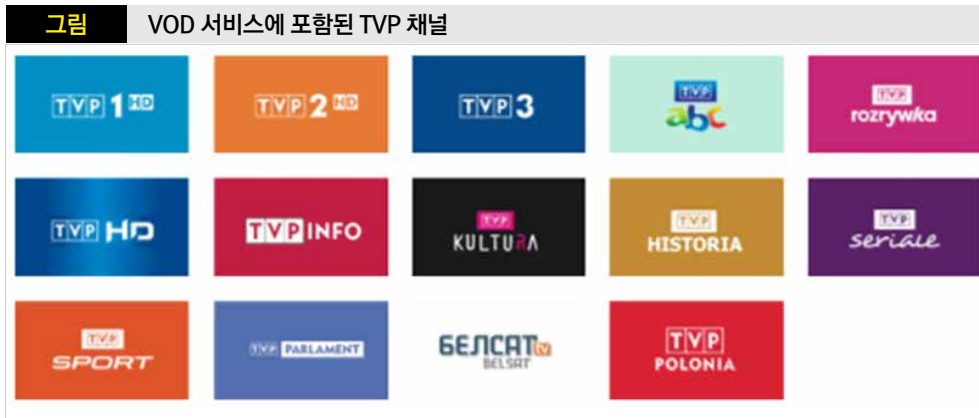 그림 VOD 서비스에 포함된 TVP 채널
TVP 1 HD
TVP 2 HD
TVP 3
TVP
abc
TVP
rozrywka
TVP HD
TVP INFO
TVP
KULTURA
TVP
HISTORIA
TVP
seriale
TVP
SPORT
TVP PARLAMENT
БЕЛСАТ tv
BELSAT
TVP
POLONIA